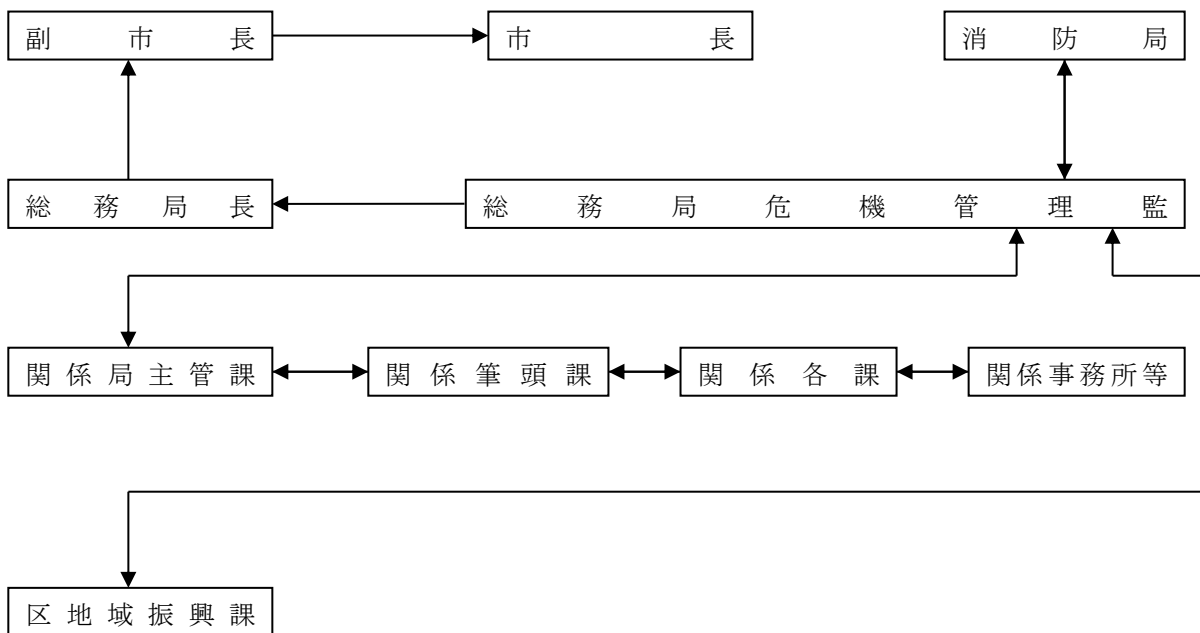 副市長
市長
消防局
総務局長
総務局危機管理監
関係局主管課
関係筆頭課
関係各課
関係事務所等
区地域振興課